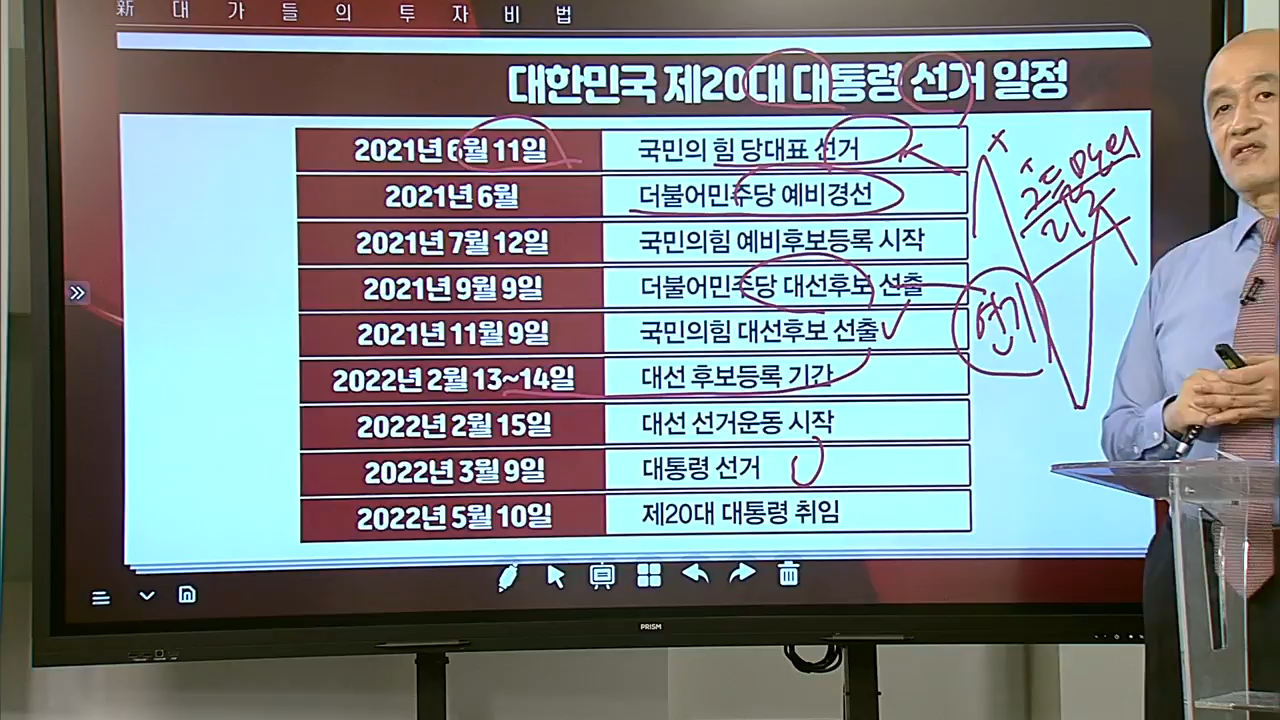 新 대 가 들 의 투 자 비 법
대한민국 제20대 대통령 선거 일정
2021년 6월 11일 국민의 힘 당대표 선거
2021년 6월 더불어민주당 예비경선
2021년 7월 12일 국민의힘 예비후보등록 시작
2021년 9월 9일 더불어민주당 대선후보 선출
2021년 11월 9일 국민의힘 대선후보 선출
2022년 2월 13~14일 대선 후보등록 기간
2022년 2월 15일 대선 선거운동 시작
2022년 3월 9일 대통령 선거
2022년 5월 10일 제20대 대통령 취임
PRISM